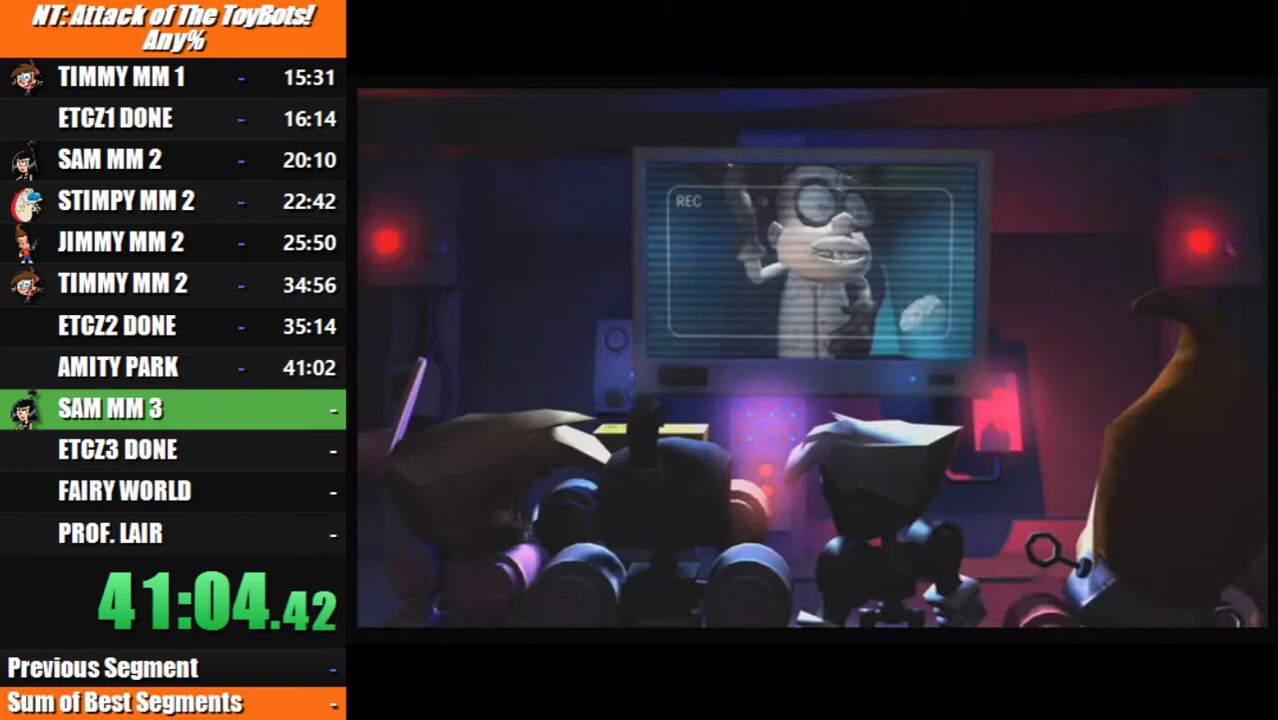 NT: Attack of The ToyBots!
Any%
TIMMY MM 1 - 15:31
ETCZ1 DONE - 16:14
SAM MM 2 - 20:10
STIMPY MM 2 - 22:42
JIMMY MM 2 - 25:50
TIMMY MM 2 - 34:56
ETCZ2 DONE - 35:14
AMITY PARK - 41:02
SAM MM 3 -
ETCZ3 DONE -
FAIRY WORLD -
PROF. LAIR -
41:04.42
Previous Segment -
Sum of Best Segments -
REC